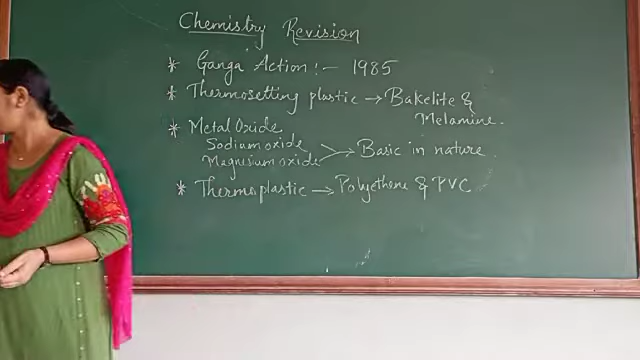 Chemistry Revision
* Ganga Action :- 1985
* Thermosetting plastic → Bakelite &
Melamine.
* Metal Oxide
Sodium oxide
Magnesium oxide > Basic in nature.
* Thermoplastic → Polyethene & PVC